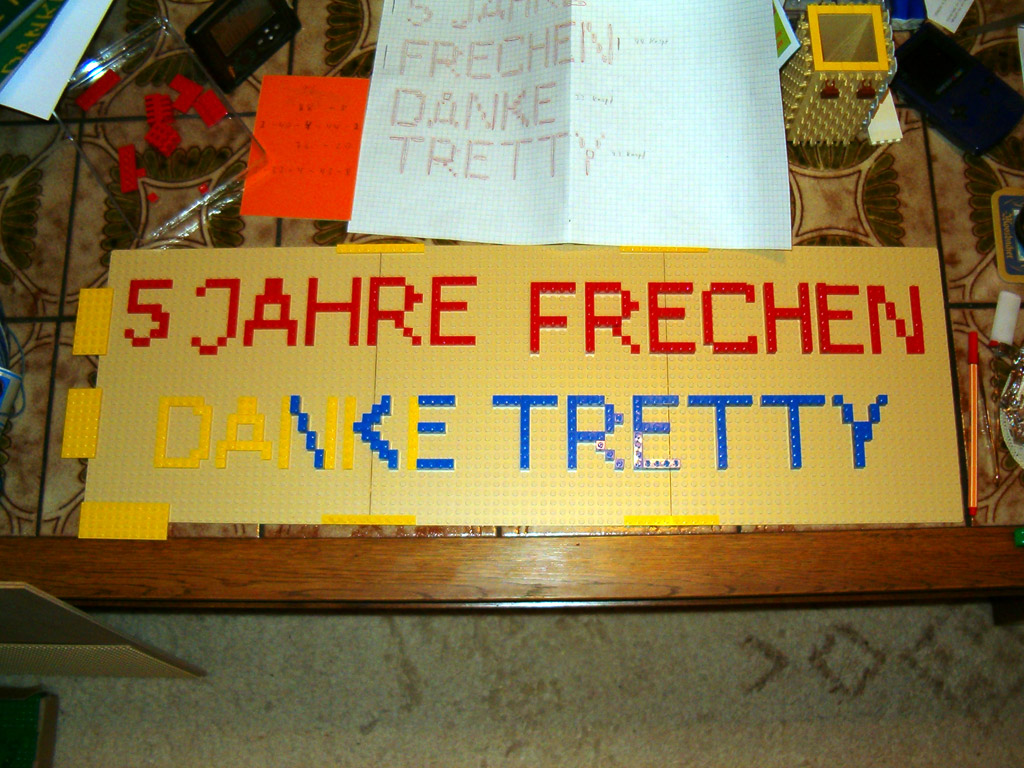 5 JAHRE
FRECHEN
DANKE
TRETTY
5 JAHRE FRECHEN
DANKE TRETTY